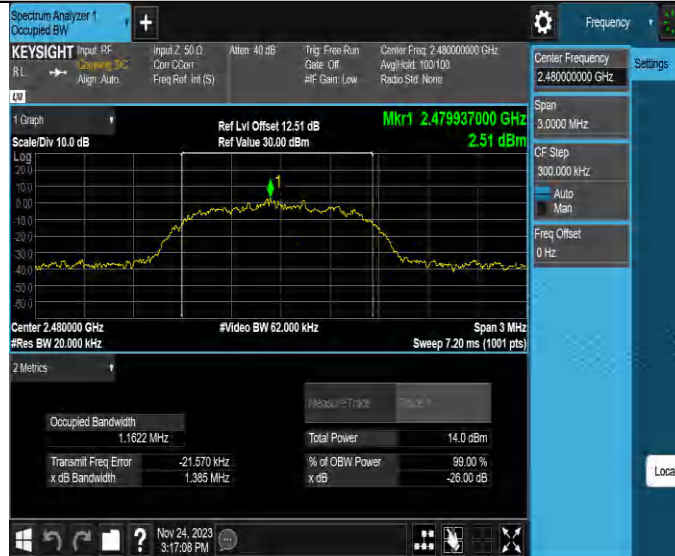 Spectrum Analyzer 1
Occupied BW
+
Frequency
KEYSIGHT
Input: RF
Coupling: DC
Align: Auto
Input Z: 50 Ω
Corr CCorr
Freq Ref: Int (S)
Atten: 40 dB
Trig: Free Run
Gate: Off
#IF Gain: Low
Center Freq: 2.480000000 GHz
Avg|Hold: 100/100
Radio Std: None
R L
LXI
1 Graph
Scale/Div 10.0 dB
Ref Lvl Offset 12.51 dB
Ref Value 30.00 dBm
Mkr1 2.479937000 GHz
2.51 dBm
Log
20.0
10.0
0.00
-10.0
-20.0
-30.0
-40.0
-50.0
-60.0
1
Center 2.480000 GHz
#Res BW 20.000 kHz
#Video BW 62.000 kHz
Span 3 MHz
Sweep 7.20 ms (1001 pts)
2 Metrics
Measure Trace
Trace 1
Occupied Bandwidth
1.1622 MHz
Total Power
14.0 dBm
Transmit Freq Error
-21.570 kHz
% of OBW Power
99.00 %
x dB Bandwidth
1.385 MHz
x dB
-26.00 dB
Center Frequency
2.480000000 GHz
Settings
Span
3.0000 MHz
CF Step
300.000 kHz
Auto
Man
Freq Offset
0 Hz
Loca
?
Nov 24, 2023
3:17:08 PM